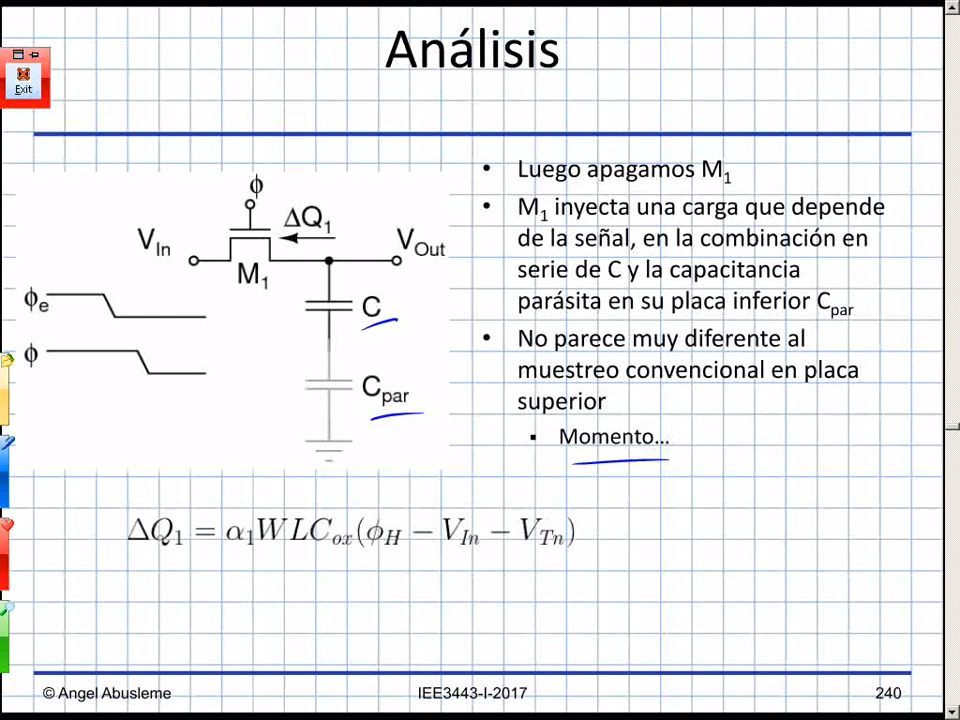 Análisis
Exit
• Luego apagamos M1
• M1 inyecta una carga que depende
de la señal, en la combinación en
serie de C y la capacitancia
parásita en su placa inferior Cpar
• No parece muy diferente al
muestreo convencional en placa
superior
▪ Momento...
ϕ
ΔQ1
VIn
VOut
M1
ϕe
C
ϕ
Cpar
ΔQ1 = α1WLCox(ϕH − VIn − VTn)
© Angel Abusleme IEE3443-I-2017 240